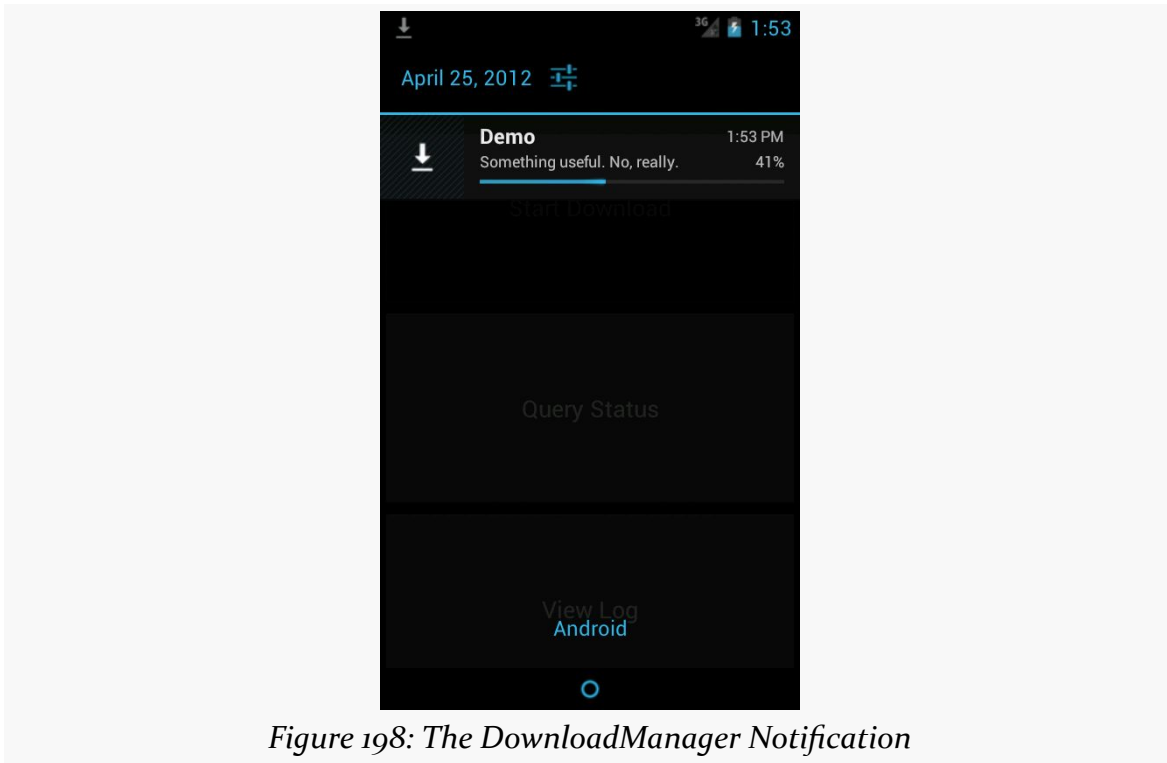 3G 1:53
April 25, 2012
Demo 1:53 PM
Something useful. No, really. 41%
Start Download
Query Status
View Log
Android
Figure 198: The DownloadManager Notification